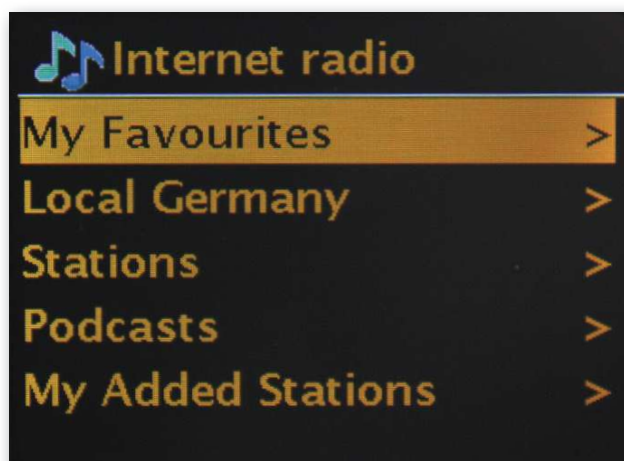 Internet radio
My Favourites >
Local Germany >
Stations >
Podcasts >
My Added Stations >